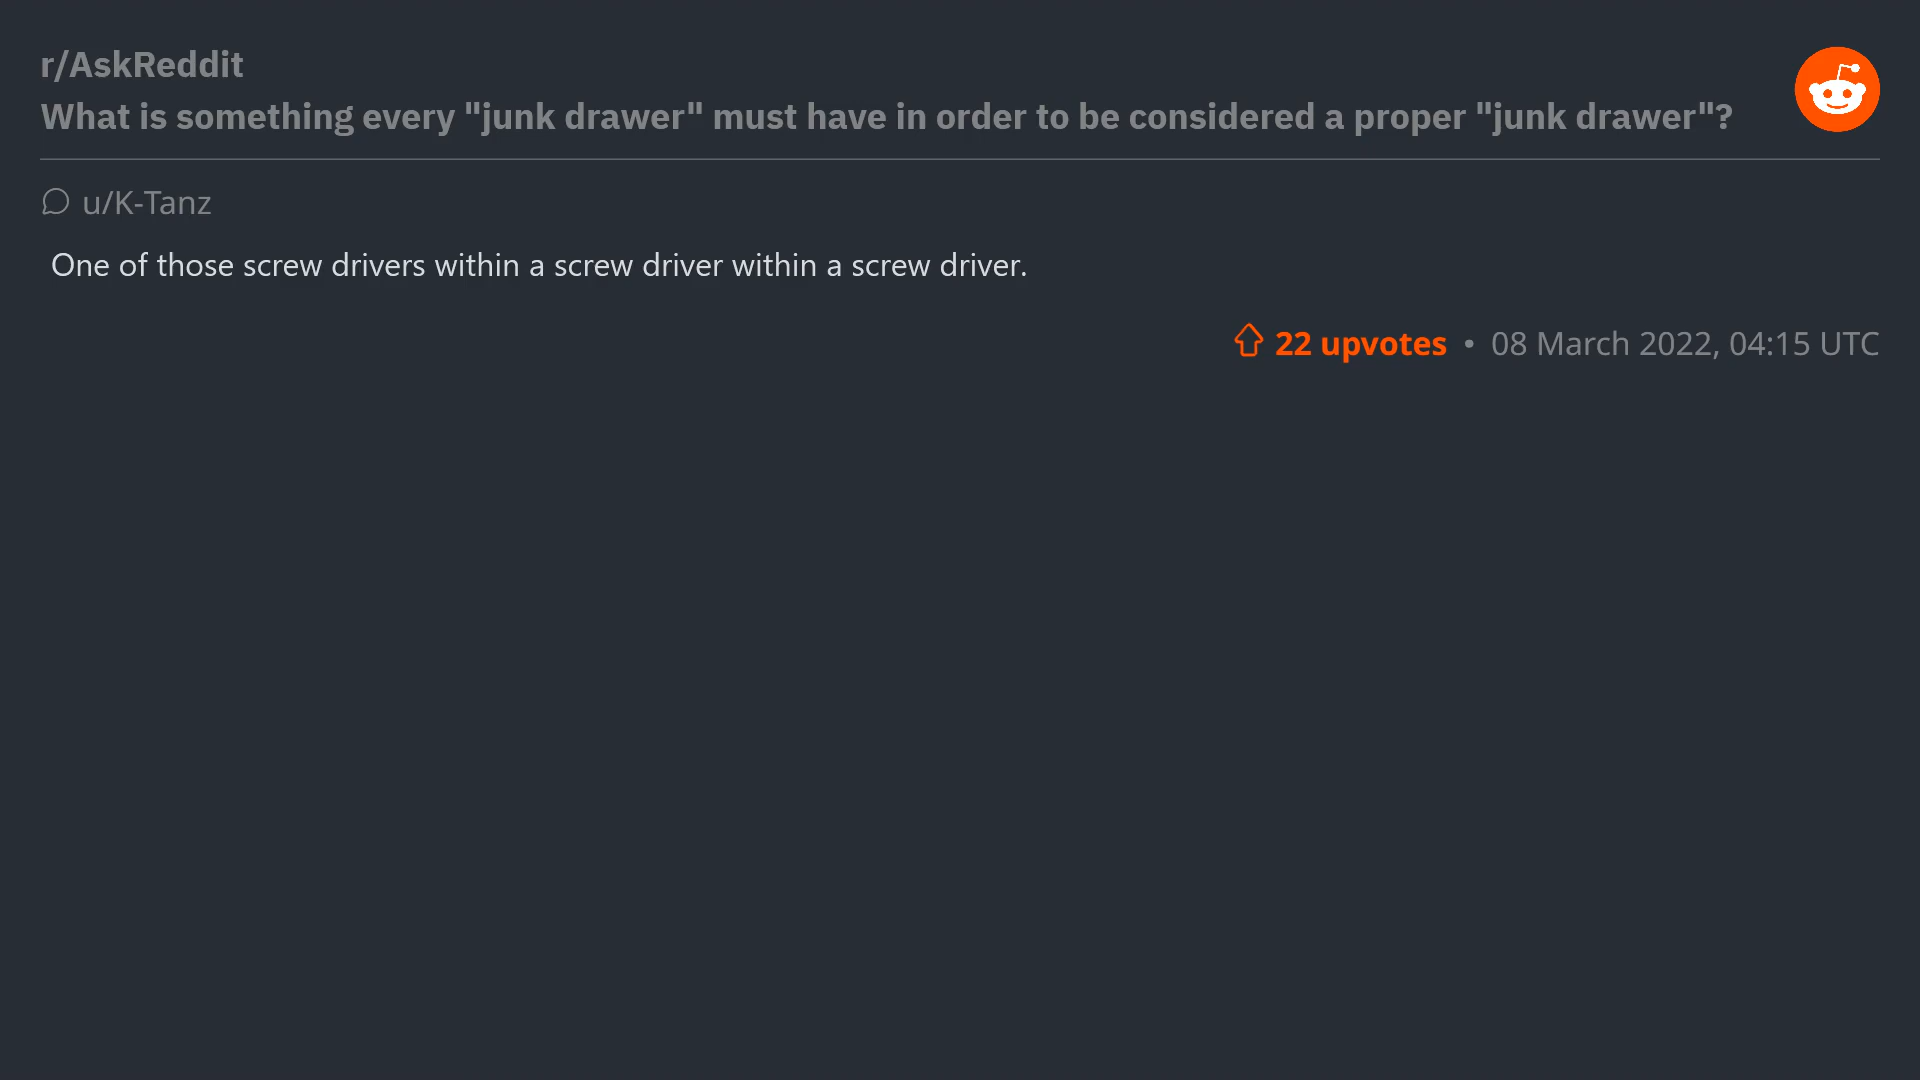 r/AskReddit
What is something every "junk drawer" must have in order to be considered a proper "junk drawer"?
u/K-Tanz
One of those screw drivers within a screw driver within a screw driver.
22 upvotes • 08 March 2022, 04:15 UTC